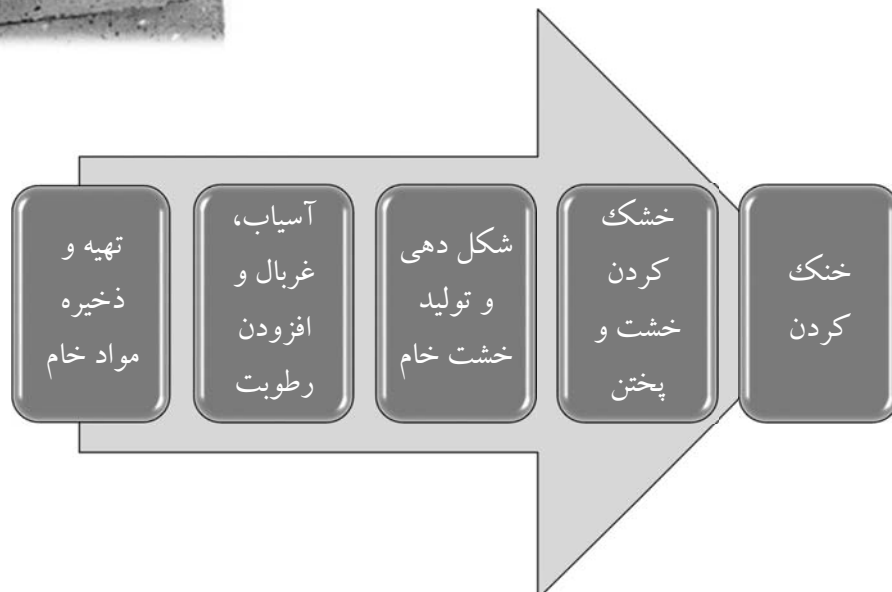 تهیه و
ذخیره
مواد خام
آسیاب،
غربال و
افزودن
رطوبت
شکل دهی
و تولید
خشت خام
خشک
کردن
خشت و
پختن
خنک
کردن